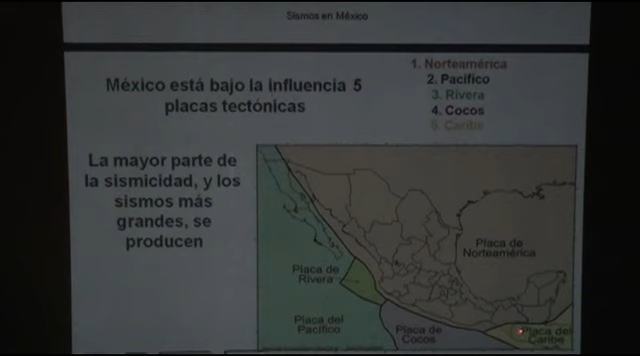 Sismos en México
México está bajo la influencia 5
placas tectónicas
1. Norteamérica
2. Pacífico
3. Rivera
4. Cocos
5. Caribe
La mayor parte de
la sismicidad, y los
sismos más
grandes, se
producen
Placa de
Norteamérica
Placa de
Rivera
Placa del
Pacífico
Placa de
Cocos
Placa del
Caribe